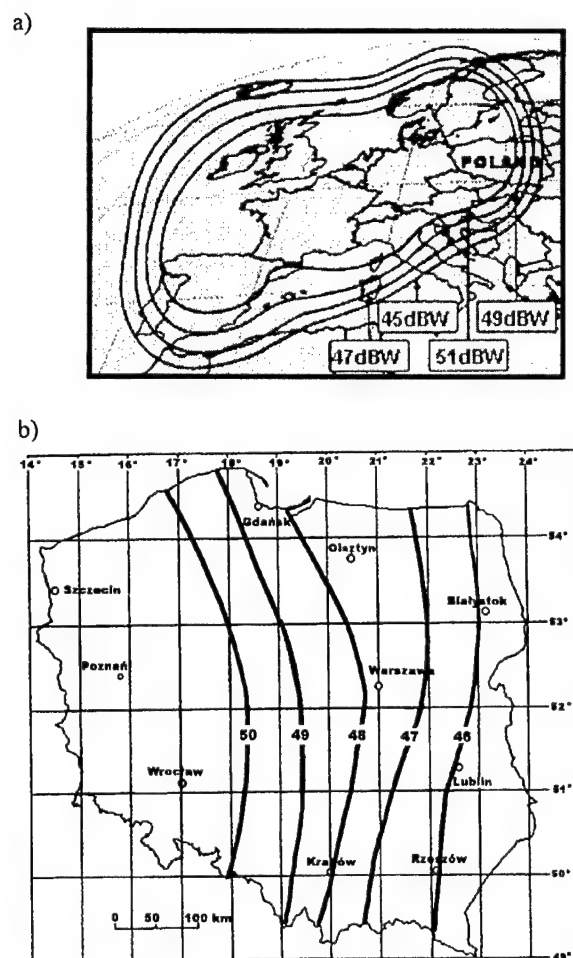 a)
POLAND
45dBW 49dBW
47dBW 51dBW
b)
14° 15° 16° 17° 18° 19° 20° 21° 22° 23° 24°
Gdańsk
54°
Olsztyn
Szczecin
Białystok
53°
Poznań
Warszawa
52°
50 49 48 47 46
Wrocław
Lublin
51°
Kraków Rzeszów
50°
0 50 100 km
49°